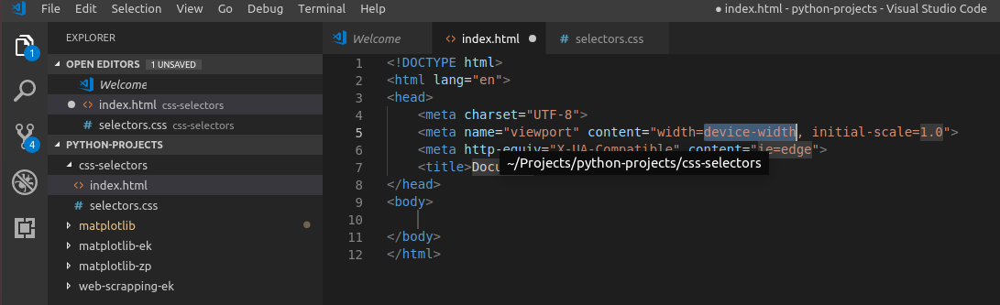 File Edit Selection View Go Debug Terminal Help
● index.html - python-projects - Visual Studio Code
EXPLORER
OPEN EDITORS 1 UNSAVED
Welcome
index.html css-selectors
selectors.css css-selectors
PYTHON-PROJECTS
css-selectors
index.html
selectors.css
matplotlib
matplotlib-ek
matplotlib-zp
web-scrapping-ek
1
4
Welcome index.html selectors.css
1 <!DOCTYPE html>
2 <html lang="en">
3 <head>
4 <meta charset="UTF-8">
5 <meta name="viewport" content="width=device-width, initial-scale=1.0">
6 <meta http-equiv="X-UA-Compatible" content="ie=edge">
7 <title>Docu
~/Projects/python-projects/css-selectors
8 </head>
9 <body>
10
11 </body>
12 </html>